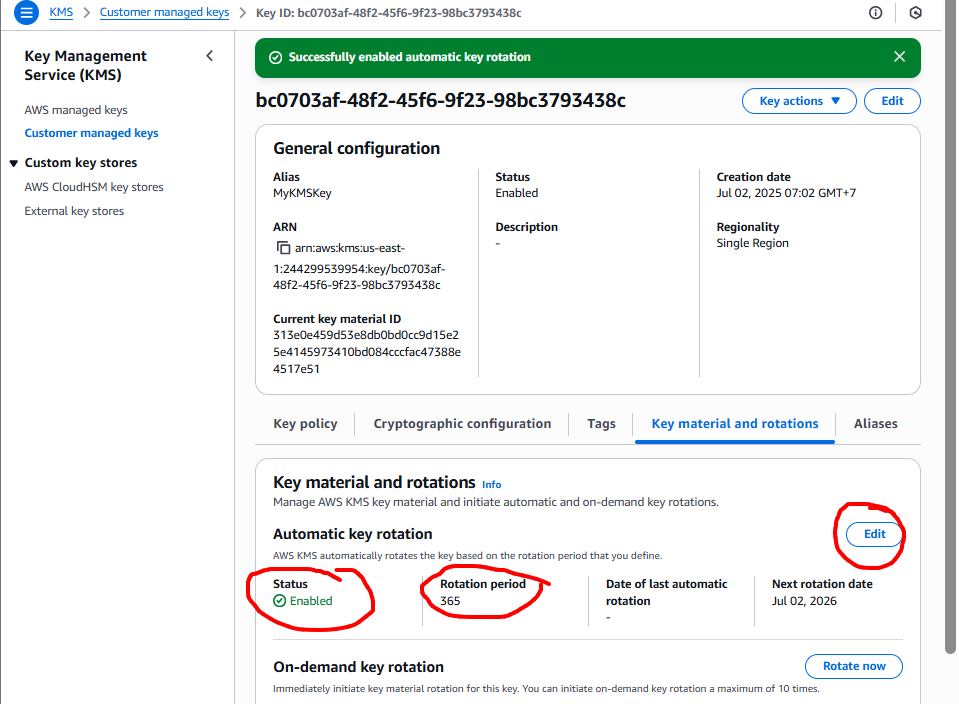 KMS > Customer managed keys > Key ID: bc0703af-48f2-45f6-9f23-98bc3793438c
Key Management
Service (KMS)
AWS managed keys
Customer managed keys
Custom key stores
AWS CloudHSM key stores
External key stores
Successfully enabled automatic key rotation
bc0703af-48f2-45f6-9f23-98bc3793438c
Key actions
Edit
General configuration
Alias
MyKMSKey
ARN
arn:aws:kms:us-east-
1:244299539954:key/bc0703af-
48f2-45f6-9f23-98bc3793438c
Current key material ID
313e0e459d53e8db0bd0cc9d15e2
5e4145973410bd084cccfac47388e
4517e51
Status
Enabled
Description
-
Creation date
Jul 02, 2025 07:02 GMT+7
Regionality
Single Region
Key policy
Cryptographic configuration
Tags
Key material and rotations
Aliases
Key material and rotations Info
Manage AWS KMS key material and initiate automatic and on-demand key rotations.
Automatic key rotation
Edit
AWS KMS automatically rotates the key based on the rotation period that you define.
Status
Enabled
Rotation period
365
Date of last automatic
rotation
-
Next rotation date
Jul 02, 2026
On-demand key rotation
Rotate now
Immediately initiate key material rotation for this key. You can initiate on-demand key rotation a maximum of 10 times.